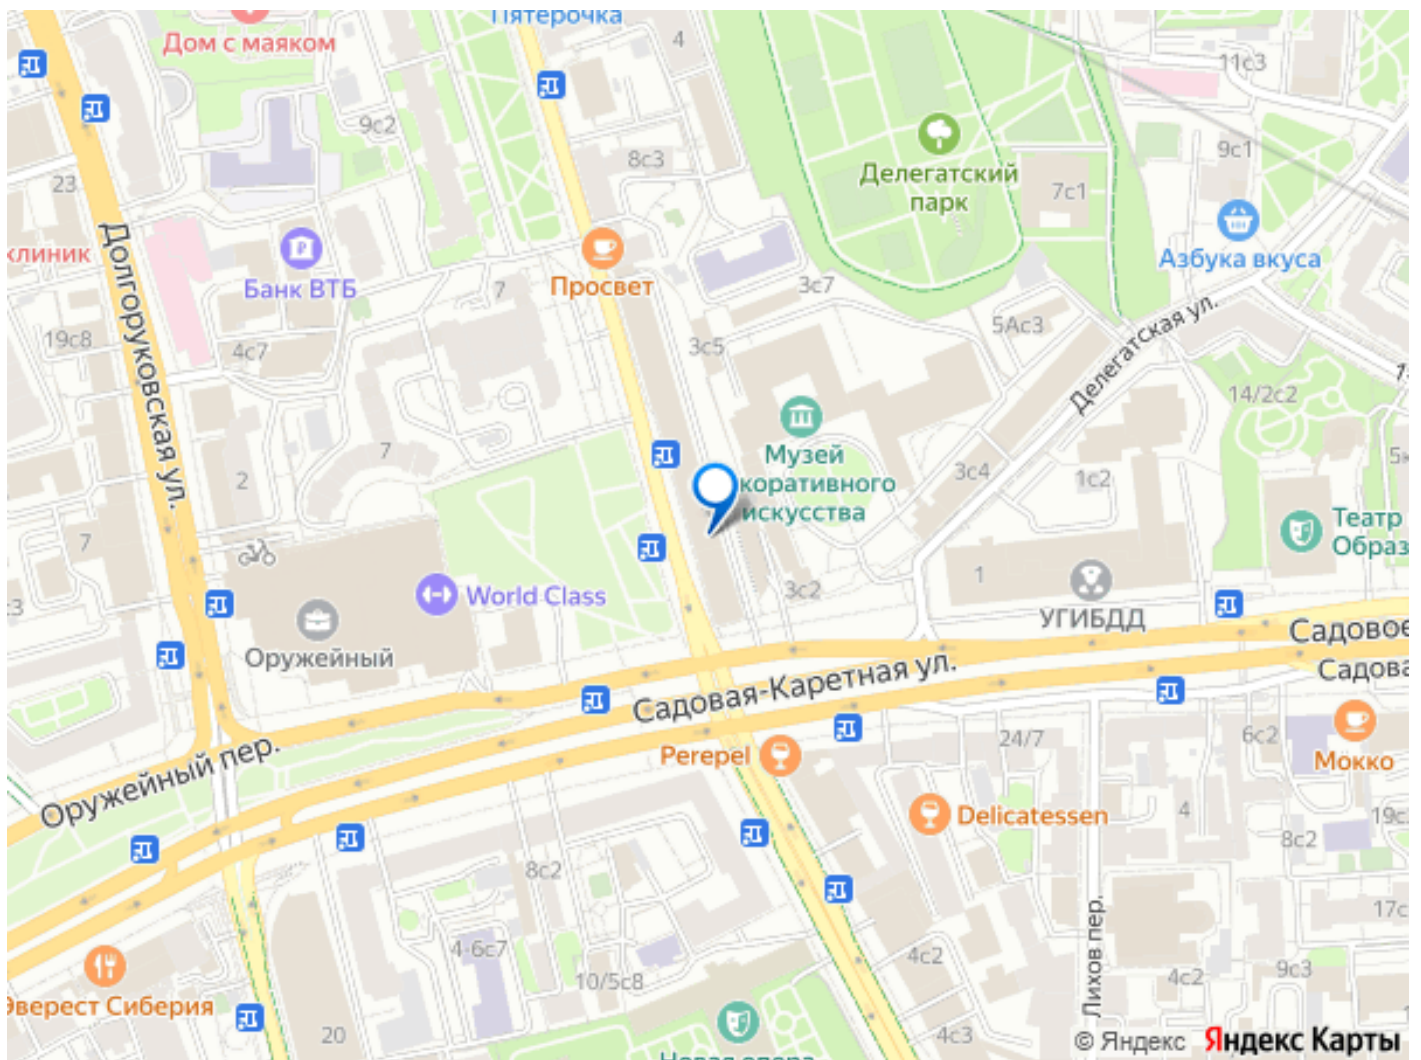 Пятерочка
Дом с маяком
4
11с3
9с2
8с3
9с1
Делегатский
парк
7с1
23
клиник
Банк ВТБ
Просвет
7
3с7
Азбука вкуса
Долгоруковская ул.
19с8
4с7
3с5
5Ас3
Делегатская ул.
14/2с2
7
2
Музей
коративного
искусства
3с4
1с2
Театр
Образ
7
World Class
3с2
1
УГИБДД
Оружейный
Садовое
Садова
Садовая-Каретная ул.
Оружейный пер.
Perepel
24/7
6с2
Мокко
Delicatessen
4
8с2
8с2
Лихов пер.
17с
4-6с7
10/5с8
4с2
4с2
9с3
Эверест Сиберия
20
4с3
Новая опера
© Яндекс Яндекс Карты